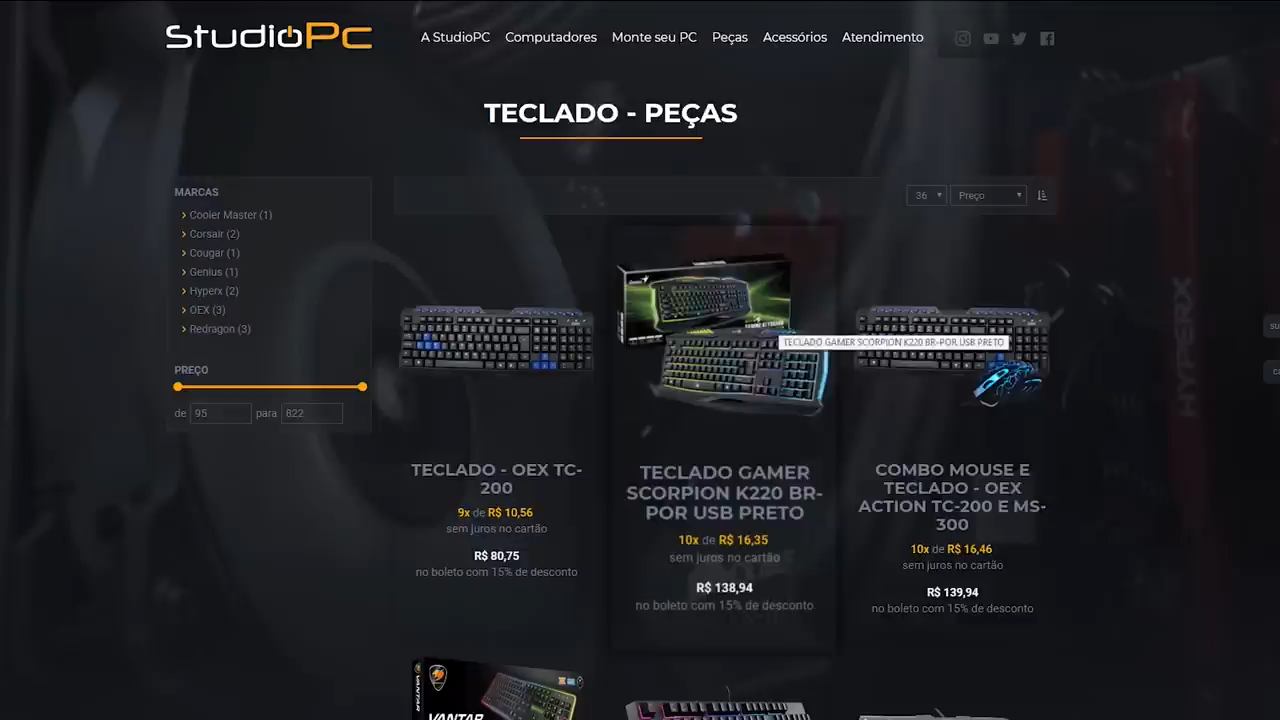 StudioPc
A StudioPC Computadores Monte seu PC Peças Acessórios Atendimento
TECLADO - PEÇAS
MARCAS
Cooler Master (1)
Corsair (2)
Cougar (1)
Genius (1)
Hyperx (2)
OEX (3)
Redragon (3)
PREÇO
de 95 para 822
36 Preço
TECLADO GAMER SCORPION K220 BR-POR USB PRETO
TECLADO - OEX TC-
200
9x de R$ 10,56
sem juros no cartão
R$ 80,75
no boleto com 15% de desconto
TECLADO GAMER
SCORPION K220 BR-
POR USB PRETO
10x de R$ 16,35
sem juros no cartão
R$ 138,94
no boleto com 15% de desconto
COMBO MOUSE E
TECLADO - OEX
ACTION TC-200 E MS-
300
10x de R$ 16,46
sem juros no cartão
R$ 139,94
no boleto com 15% de desconto
VANTAR
HYPERX